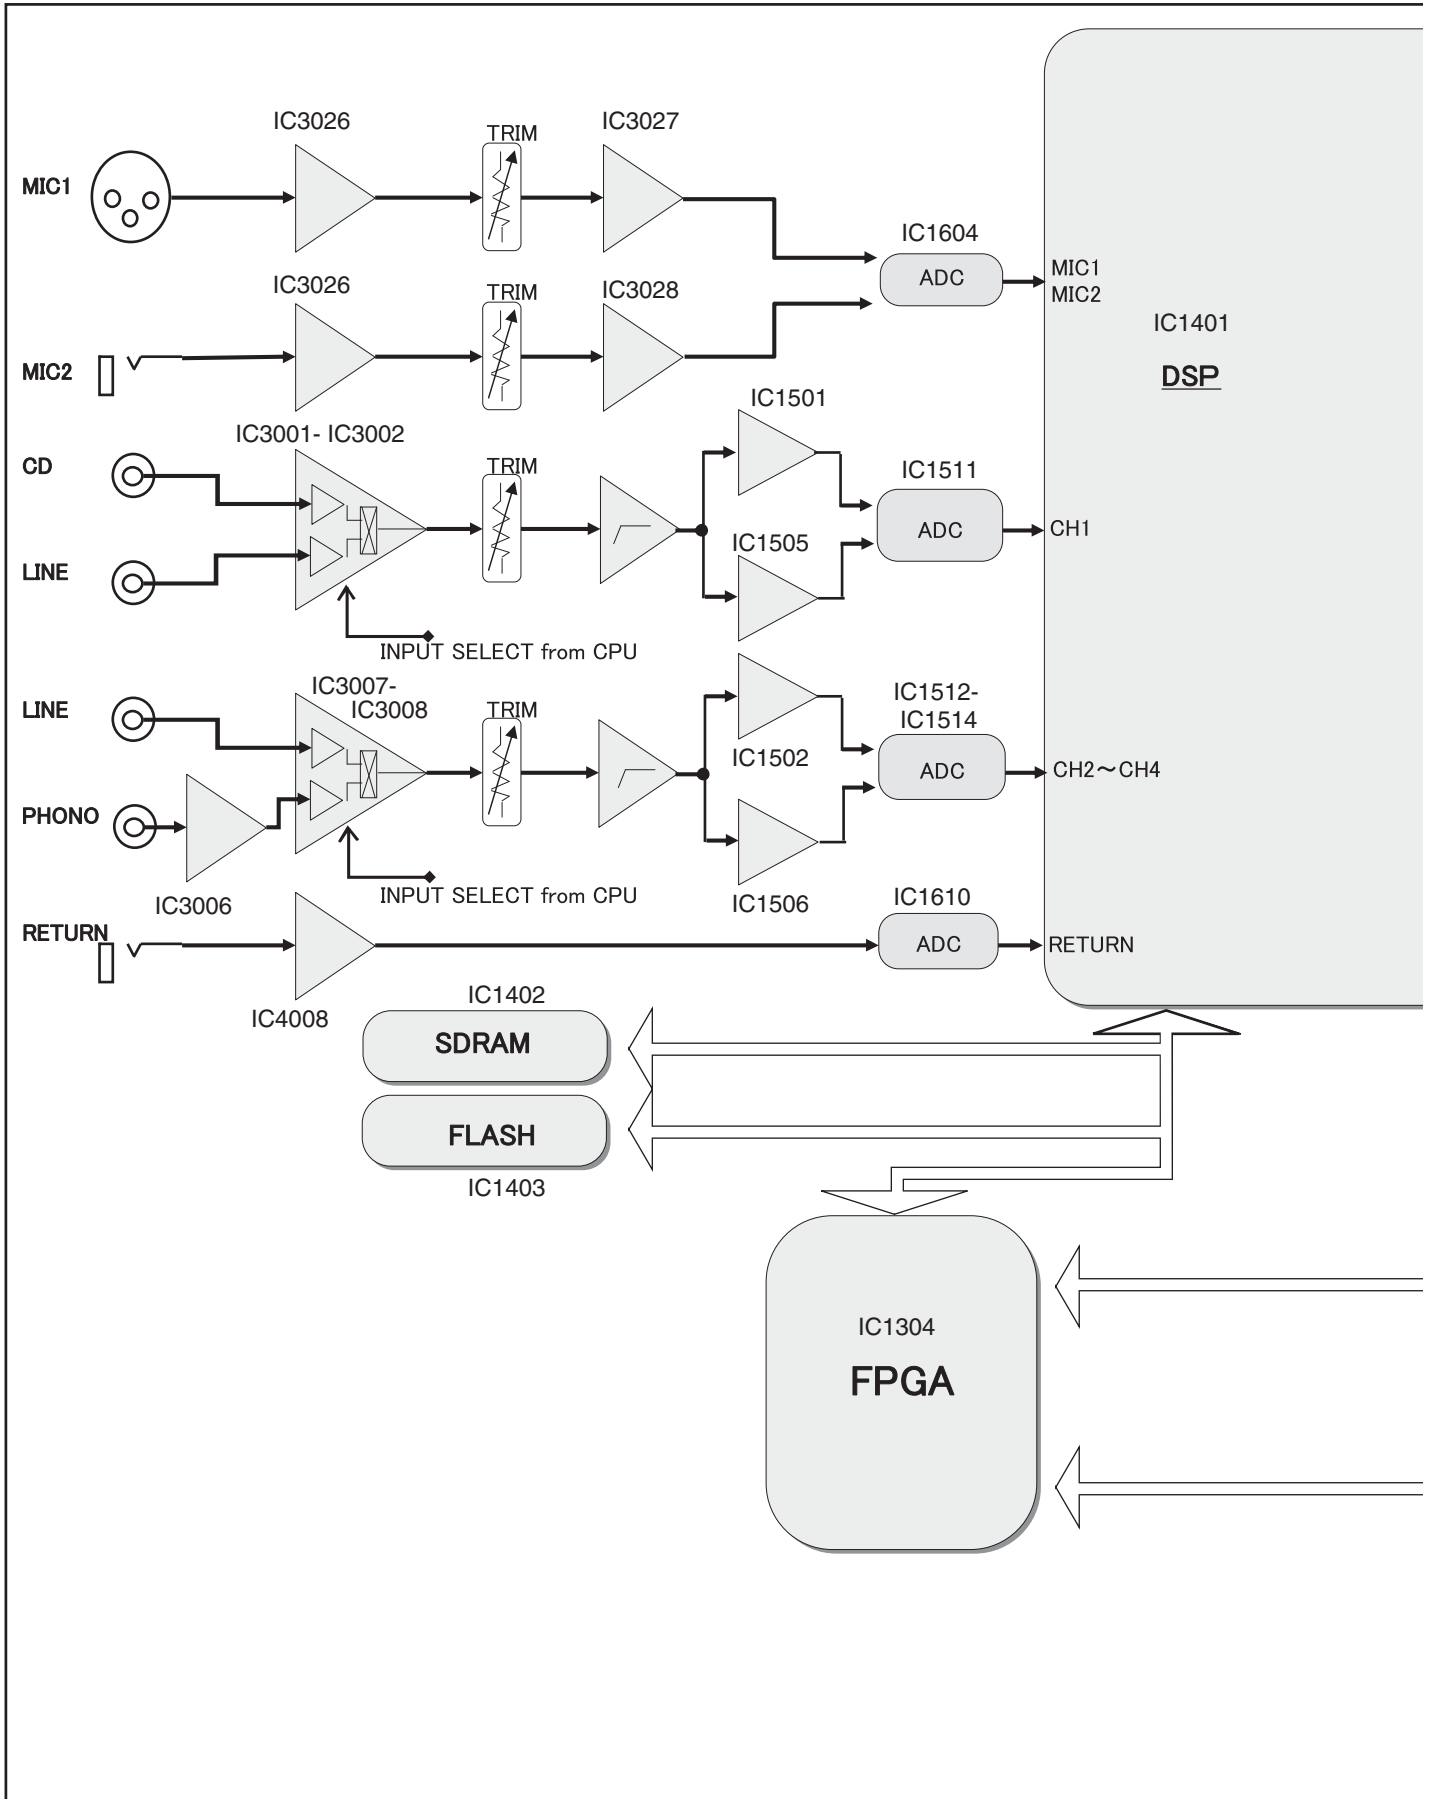 IC3026
TRIM
IC3027
MIC1
IC1604
ADC
MIC1
MIC2
IC3026
TRIM
IC3028
IC1401
DSP
MIC2
IC1501
IC3001- IC3002
CD
TRIM
IC1511
ADC
CH1
IC1505
LINE
INPUT SELECT from CPU
IC3007-
IC3008
LINE
TRIM
IC1512-
IC1514
IC1502
ADC
CH2～CH4
PHONO
INPUT SELECT from CPU
IC3006
IC1506
IC1610
RETURN
ADC
RETURN
IC4008
IC1402
SDRAM
FLASH
IC1403
IC1304
FPGA